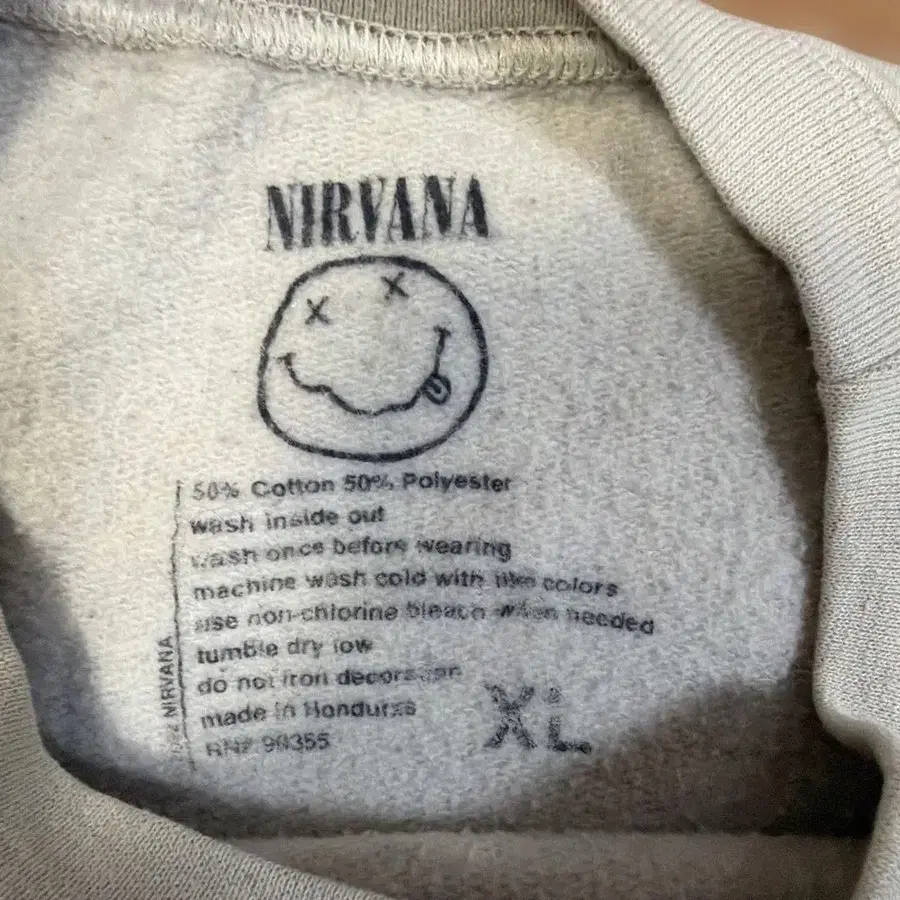 NIRVANA
50% Cotton 50% Polyester
wash inside out
wash once before wearing
machine wash cold with like colors
use non-chlorine bleach when needed
tumble dry low
do not iron decoration
made in Honduras
RN# 99355
XL
NIRVANA